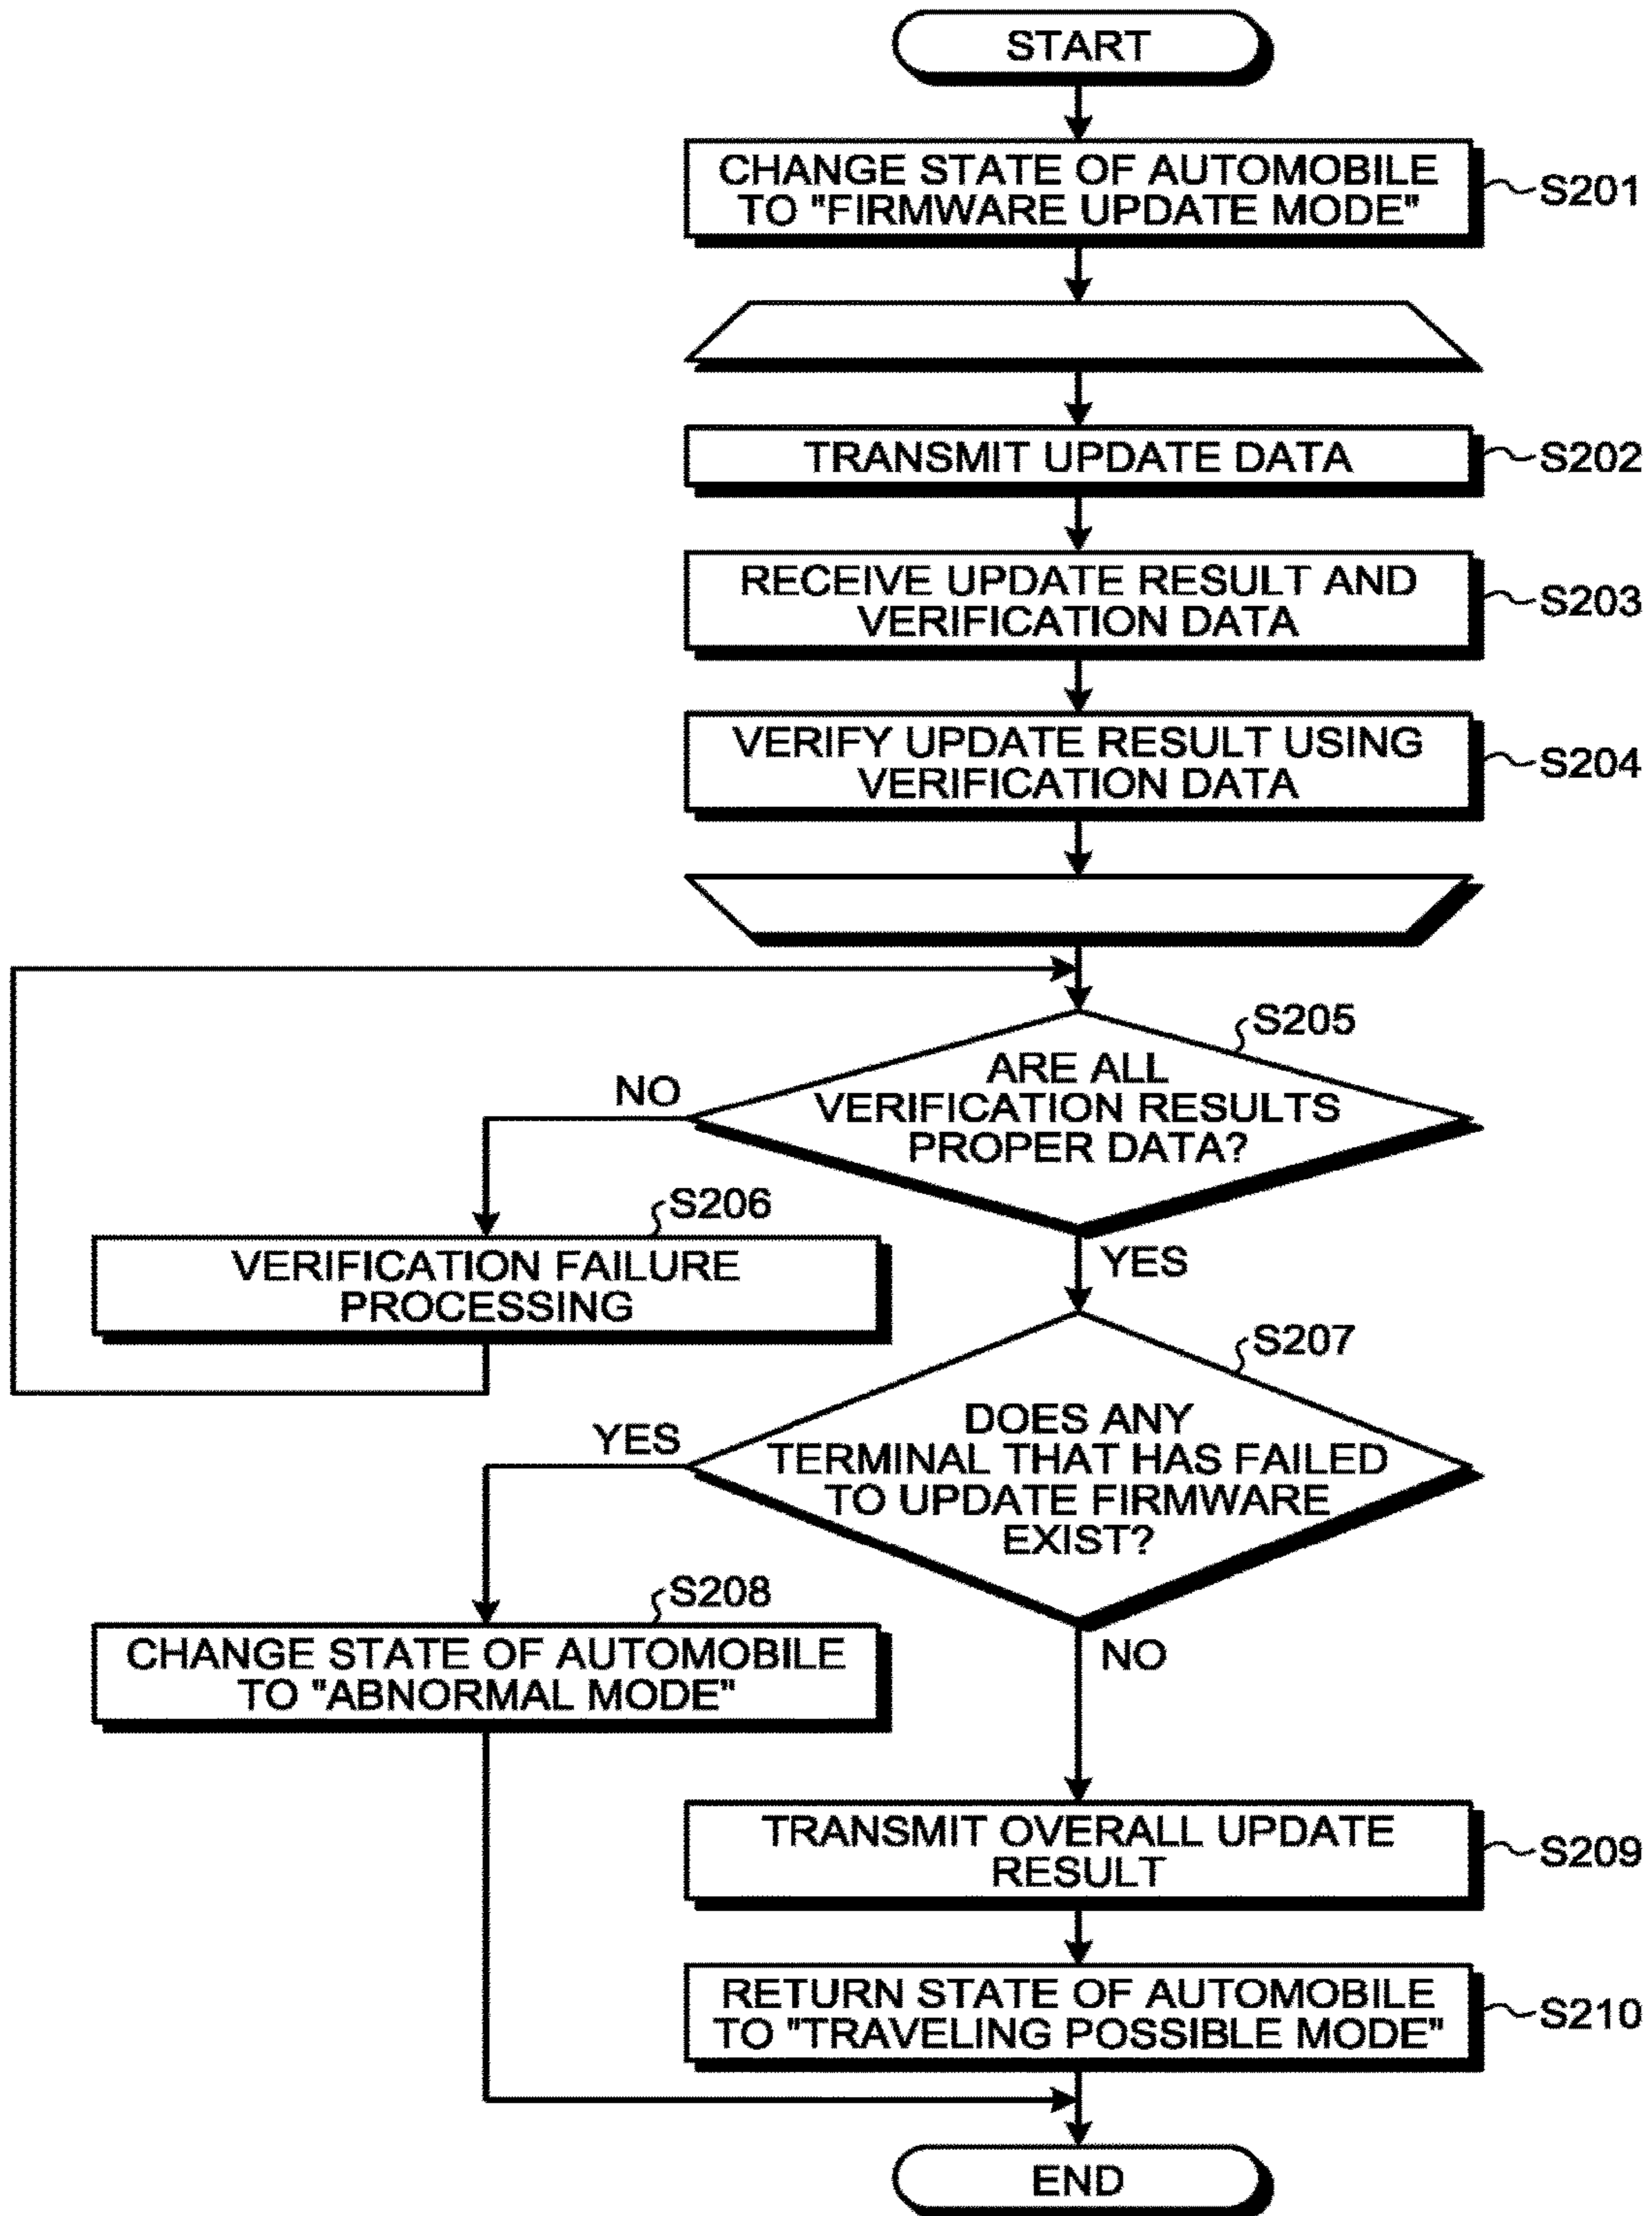 START
CHANGE STATE OF AUTOMOBILE
TO "FIRMWARE UPDATE MODE"
S201
TRANSMIT UPDATE DATA
S202
RECEIVE UPDATE RESULT AND
VERIFICATION DATA
S203
VERIFY UPDATE RESULT USING
VERIFICATION DATA
S204
S205
ARE ALL
VERIFICATION RESULTS
PROPER DATA?
NO
YES
S206
VERIFICATION FAILURE
PROCESSING
S207
DOES ANY
TERMINAL THAT HAS FAILED
TO UPDATE FIRMWARE
EXIST?
YES
NO
S208
CHANGE STATE OF AUTOMOBILE
TO "ABNORMAL MODE"
TRANSMIT OVERALL UPDATE
RESULT
S209
RETURN STATE OF AUTOMOBILE
TO "TRAVELING POSSIBLE MODE"
S210
END